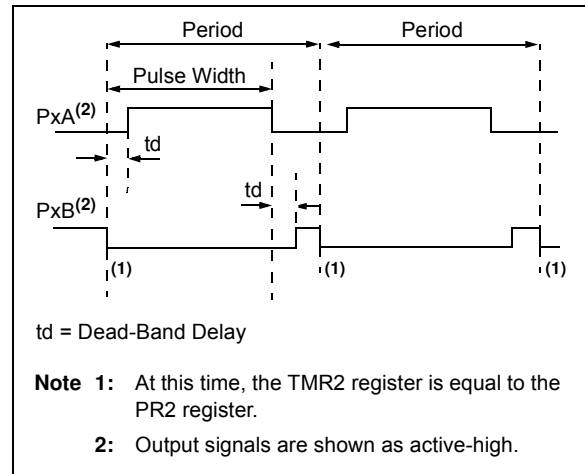 Period Period
Pulse Width
PxA(2)
td
td
PxB(2)
(1) (1) (1)
td = Dead-Band Delay
Note 1: At this time, the TMR2 register is equal to the
PR2 register.
2: Output signals are shown as active-high.